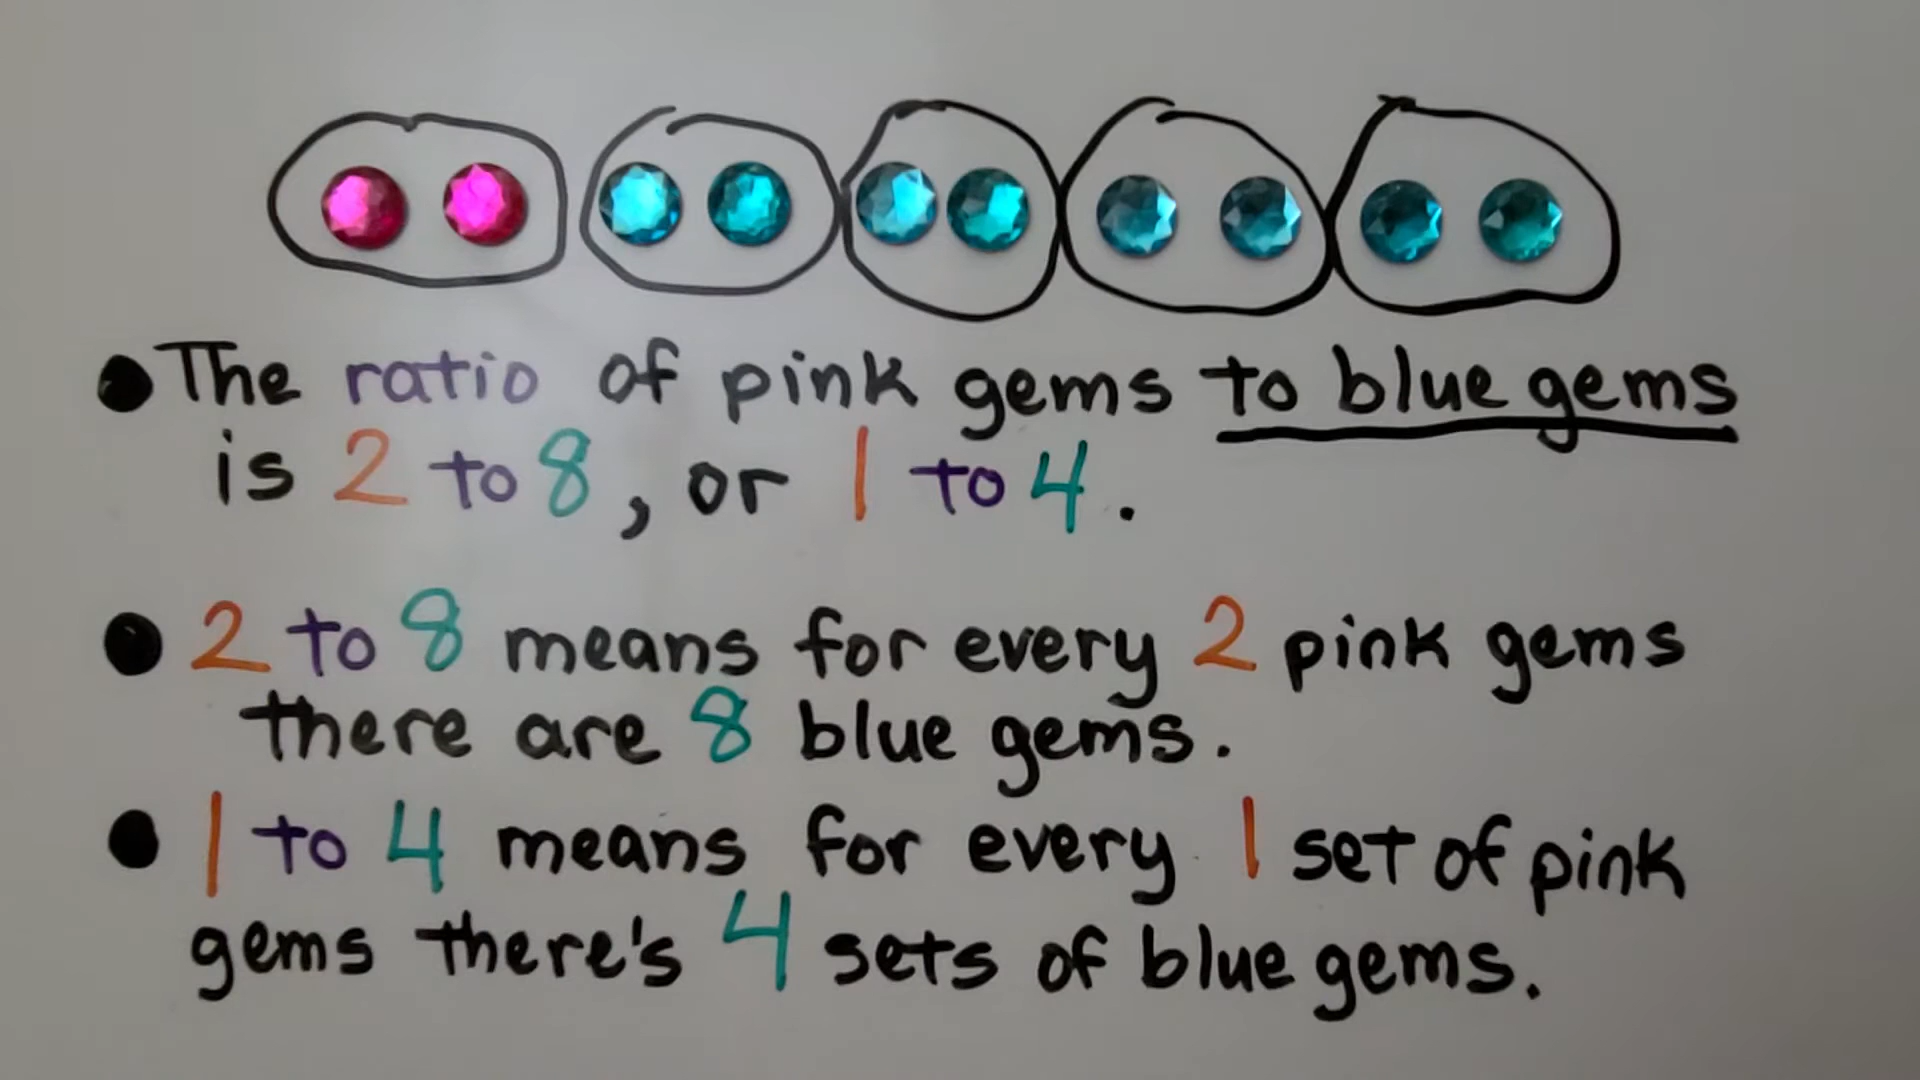 • The ratio of pink gems to blue gems
is 2 to 8, or 1 to 4.
• 2 to 8 means for every 2 pink gems
there are 8 blue gems.
• 1 to 4 means for every 1 set of pink
gems there's 4 sets of blue gems.